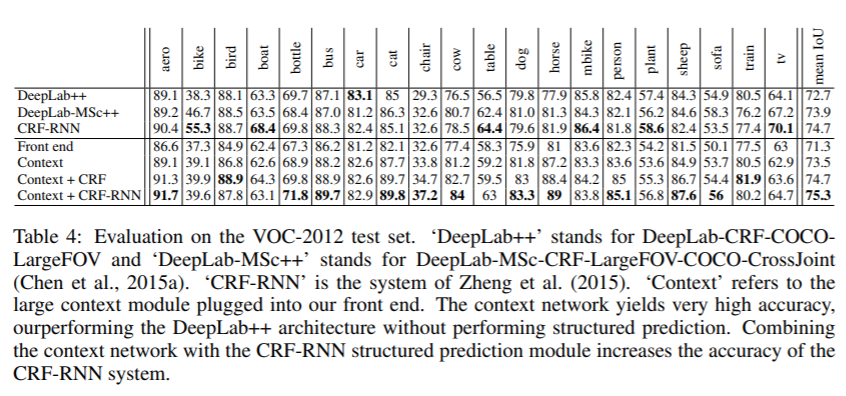 aero bike bird boat bottle bus car cat chair cow table dog horse mbike person plant sheep sofa train tv mean IoU
DeepLab++ 89.1 38.3 88.1 63.3 69.7 87.1 83.1 85 29.3 76.5 56.5 79.8 77.9 85.8 82.4 57.4 84.3 54.9 80.5 64.1 72.7
DeepLab-MSc++ 89.2 46.7 88.5 63.5 68.4 87.0 81.2 86.3 32.6 80.7 62.4 81.0 81.3 84.3 82.1 56.2 84.6 58.3 76.2 67.2 73.9
CRF-RNN 90.4 55.3 88.7 68.4 69.8 88.3 82.4 85.1 32.6 78.5 64.4 79.6 81.9 86.4 81.8 58.6 82.4 53.5 77.4 70.1 74.7
Front end 86.6 37.3 84.9 62.4 67.3 86.2 81.2 82.1 32.6 77.4 58.3 75.9 81 83.6 82.3 54.2 81.5 50.1 77.5 63 71.3
Context 89.1 39.1 86.8 62.6 68.9 88.2 82.6 87.7 33.8 81.2 59.2 81.8 87.2 83.3 83.6 53.6 84.9 53.7 80.5 62.9 73.5
Context + CRF 91.3 39.9 88.9 64.3 69.8 88.9 82.6 89.7 34.7 82.7 59.5 83 88.4 84.2 85 55.3 86.7 54.4 81.9 63.6 74.7
Context + CRF-RNN 91.7 39.6 87.8 63.1 71.8 89.7 82.9 89.8 37.2 84 63 83.3 89 83.8 85.1 56.8 87.6 56 80.2 64.7 75.3
Table 4: Evaluation on the VOC-2012 test set. ‘DeepLab++’ stands for DeepLab-CRF-COCO-
LargeFOV and ‘DeepLab-MSc++’ stands for DeepLab-MSc-CRF-LargeFOV-COCO-CrossJoint
(Chen et al., 2015a). ‘CRF-RNN’ is the system of Zheng et al. (2015). ‘Context’ refers to the
large context module plugged into our front end. The context network yields very high accuracy,
ourperforming the DeepLab++ architecture without performing structured prediction. Combining
the context network with the CRF-RNN structured prediction module increases the accuracy of the
CRF-RNN system.